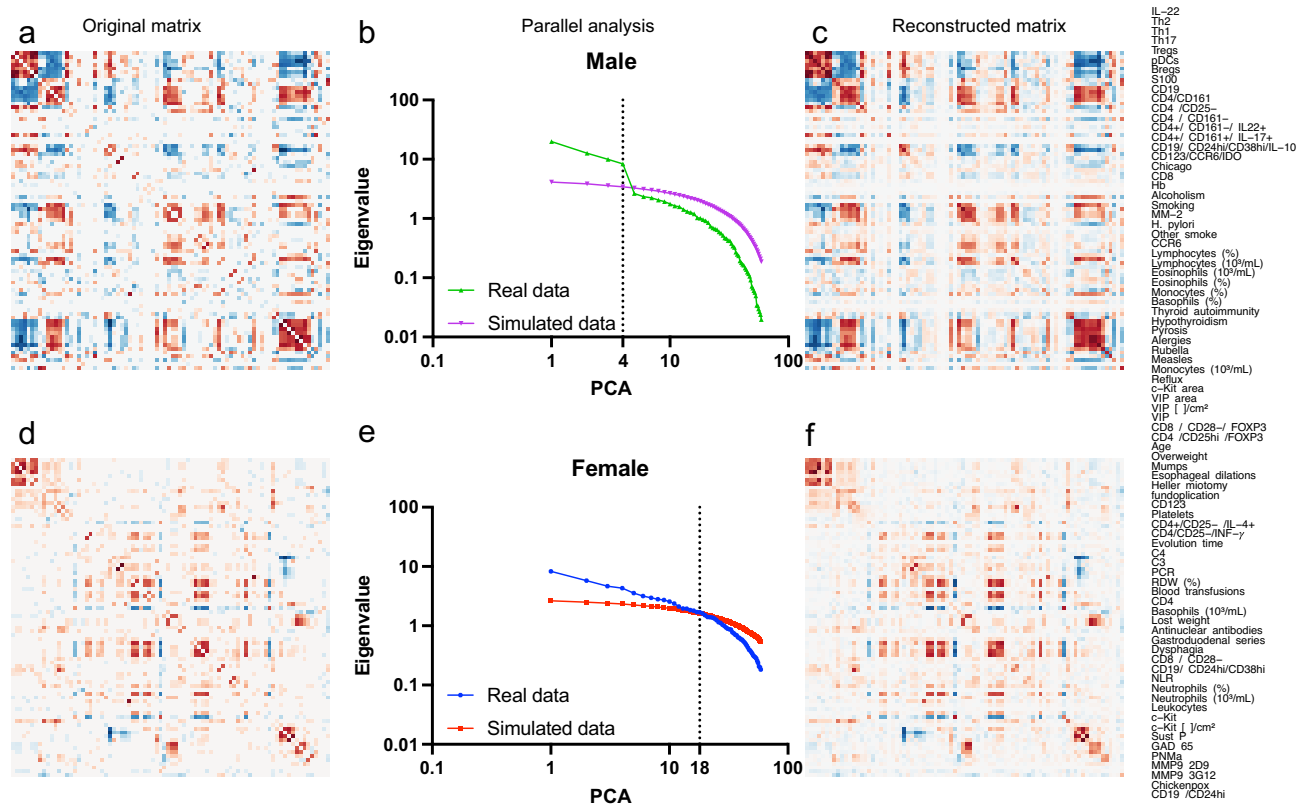 a
Original matrix
b
Parallel analysis
c
Reconstructed matrix
Male
100
10
1
0.1
0.01
Eigenvalue
Real data
Simulated data
0.1
1
4
10
100
PCA
d
e
f
Female
100
10
1
0.1
0.01
Eigenvalue
Real data
Simulated data
0.1
1
10
18
100
PCA
IL−22
Th2
Th1
Th17
Tregs
pDCs
Bregs
S100
CD19
CD4/CD161
CD4 /CD25−
CD4 / CD161−
CD4+/ CD161−/ IL22+
CD4+/ CD161+/ IL−17+
CD19/ CD24hi/CD38hi/IL−10
CD123/CCR6/IDO
Chicago
CD8
Hb
Alcoholism
Smoking
MM−2
H. pylori
Other smoke
CCR6
Lymphocytes (%)
Lymphocytes (10³/mL)
Eosinophils (10³/mL)
Eosinophils (%)
Monocytes (%)
Basophils (%)
Thyroid autoimmunity
Hypothyroidism
Pyrosis
Alergies
Rubella
Measles
Monocytes (10³/mL)
Reflux
c−Kit area
VIP area
VIP [ ]/cm²
VIP
CD8 / CD28−/ FOXP3
CD4 /CD25hi /FOXP3
Age
Overweight
Mumps
Esophageal dilations
Heller miotomy
fundoplication
CD123
Platelets
CD4+/CD25− /IL−4+
CD4/CD25−/INF−γ
Evolution time
C4
C3
PCR
RDW (%)
Blood transfusions
CD4
Basophils (10³/mL)
Lost weight
Antinuclear antibodies
Gastroduodenal series
Dysphagia
CD8 / CD28−
CD19/ CD24hi/CD38hi
NLR
Neutrophils (%)
Neutrophils (10³/mL)
Leukocytes
c−Kit
c−Kit [ ]/cm²
Sust P
GAD 65
PNMa
MMP9 2D9
MMP9 3G12
Chickenpox
CD19 /CD24hi